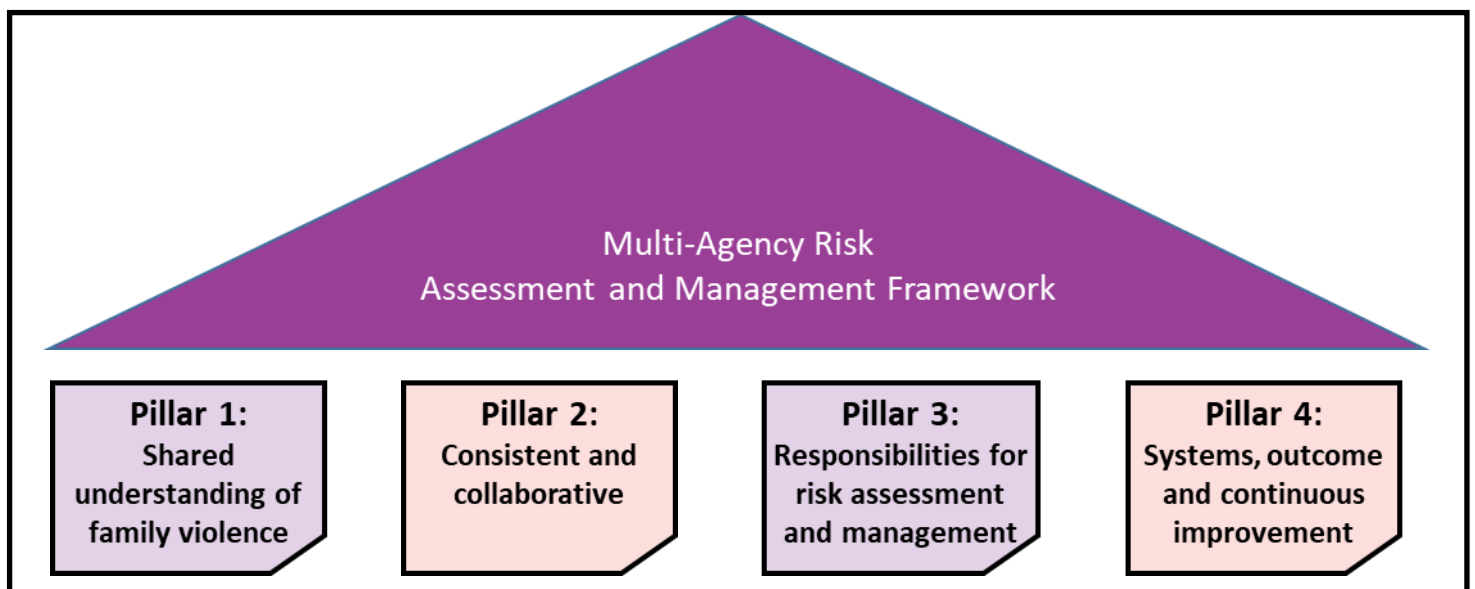 Multi-Agency Risk
Assessment and Management Framework
Pillar 1:
Shared
understanding of
family violence
Pillar 2:
Consistent and
collaborative
Pillar 3:
Responsibilities for
risk assessment
and management
Pillar 4:
Systems, outcome
and continuous
improvement